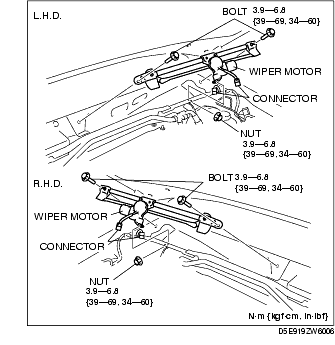 L.H.D.
BOLT 3.9—6.8
{39—69, 34—60}
WIPER MOTOR
CONNECTOR
NUT
3.9—6.8
{39—69, 34—60}
R.H.D.
BOLT 3.9—6.8
{39—69, 34—60}
WIPER MOTOR
CONNECTOR
NUT
3.9—6.8
{39—69, 34—60}
N·m {kgf·cm, in·lbf}
D5E919ZW6006